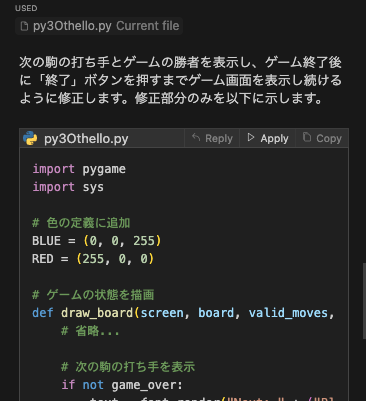 USED
py3Othello.py Current file
次の駒の打ち手とゲームの勝者を表示し、ゲーム終了後
に「終了」ボタンを押すまでゲーム画面を表示し続ける
ように修正します。修正部分のみを以下に示します。
py3Othello.py Reply Apply Copy
import pygame
import sys
# 色の定義に追加
BLUE = (0, 0, 255)
RED = (255, 0, 0)
# ゲームの状態を描画
def draw_board(screen, board, valid_moves,
# 省略...
# 次の駒の打ち手を表示
if not game_over: